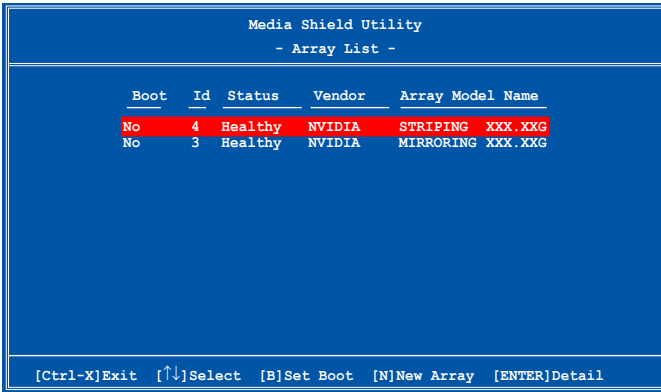 Media Shield Utility
- Array List -
Boot Id Status Vendor Array Model Name
No 4 Healthy NVIDIA STRIPING XXX.XXG
No 3 Healthy NVIDIA MIRRORING XXX.XXG
[Ctrl-X]Exit [↑↓]Select [B]Set Boot [N]New Array [ENTER]Detail